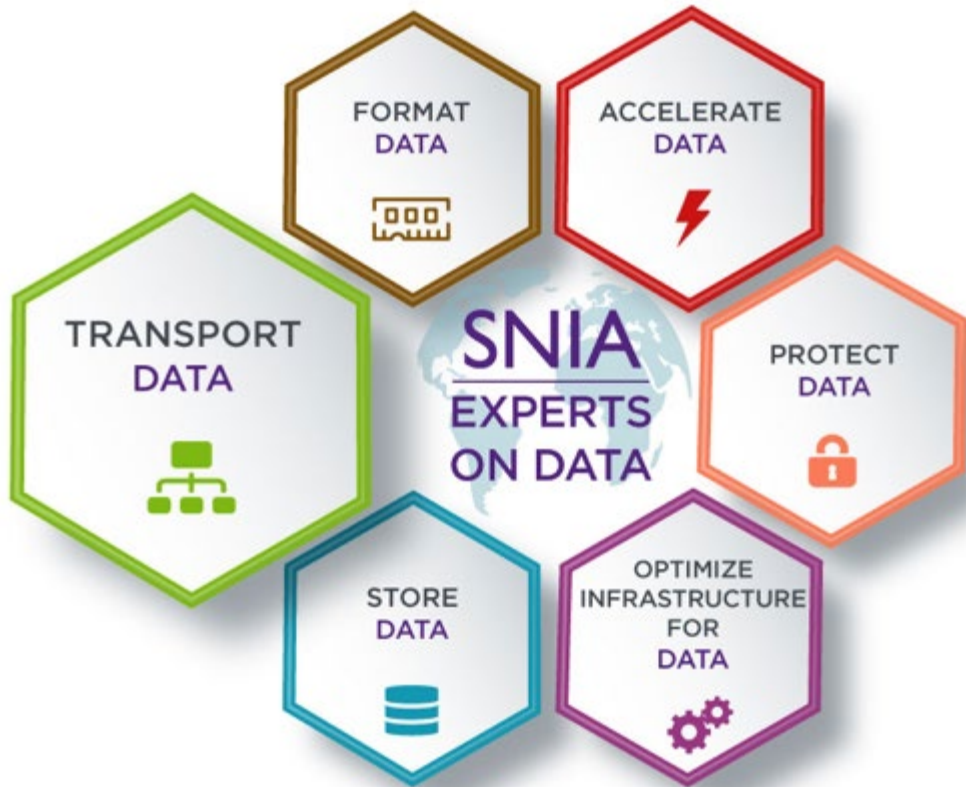 FORMAT
DATA
ACCELERATE
DATA
TRANSPORT
DATA
SNIA
EXPERTS
ON DATA
PROTECT
DATA
STORE
DATA
OPTIMIZE
INFRASTRUCTURE
FOR
DATA